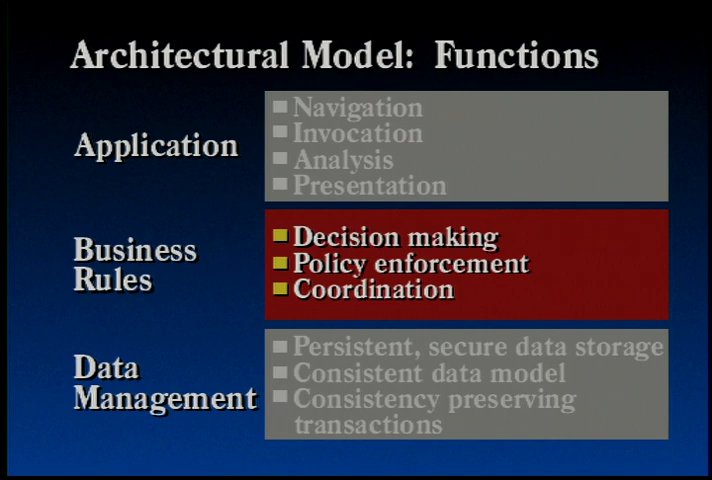 Architectural Model: Functions
Application
Navigation
Invocation
Analysis
Presentation
Business
Rules
Decision making
Policy enforcement
Coordination
Data
Management
Persistent, secure data storage
Consistent data model
Consistency preserving
transactions